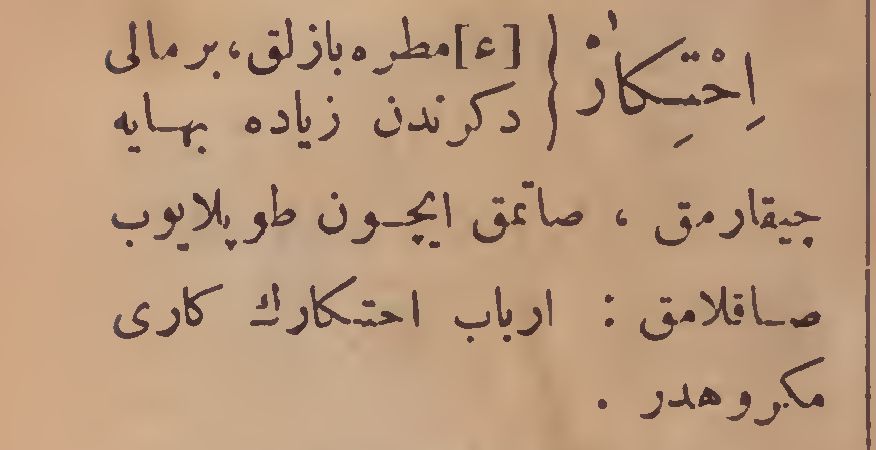 اِحْتِكارْ } [ع] مطره بازلق، بر مالى
دكرندن زياده بهايه
چيقارمق ، صاتمق ايچون طوپلايوب
صاقلامق : ارباب احتكارك كارى
مكروهدر .